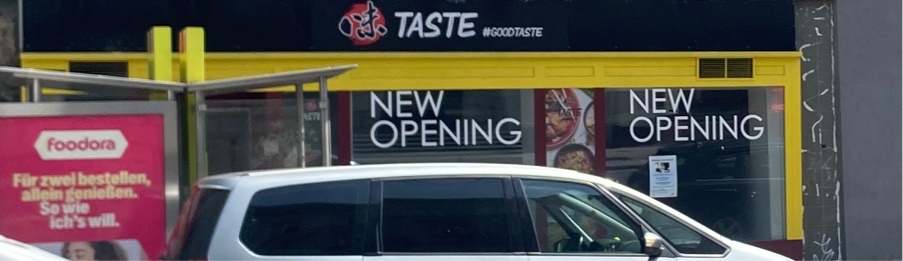 味 TASTE #GOODTASTE
NEW
OPENING
NEW
OPENING
foodora
Für zwei bestellen,
allein genießen.
So wie
ich's will.